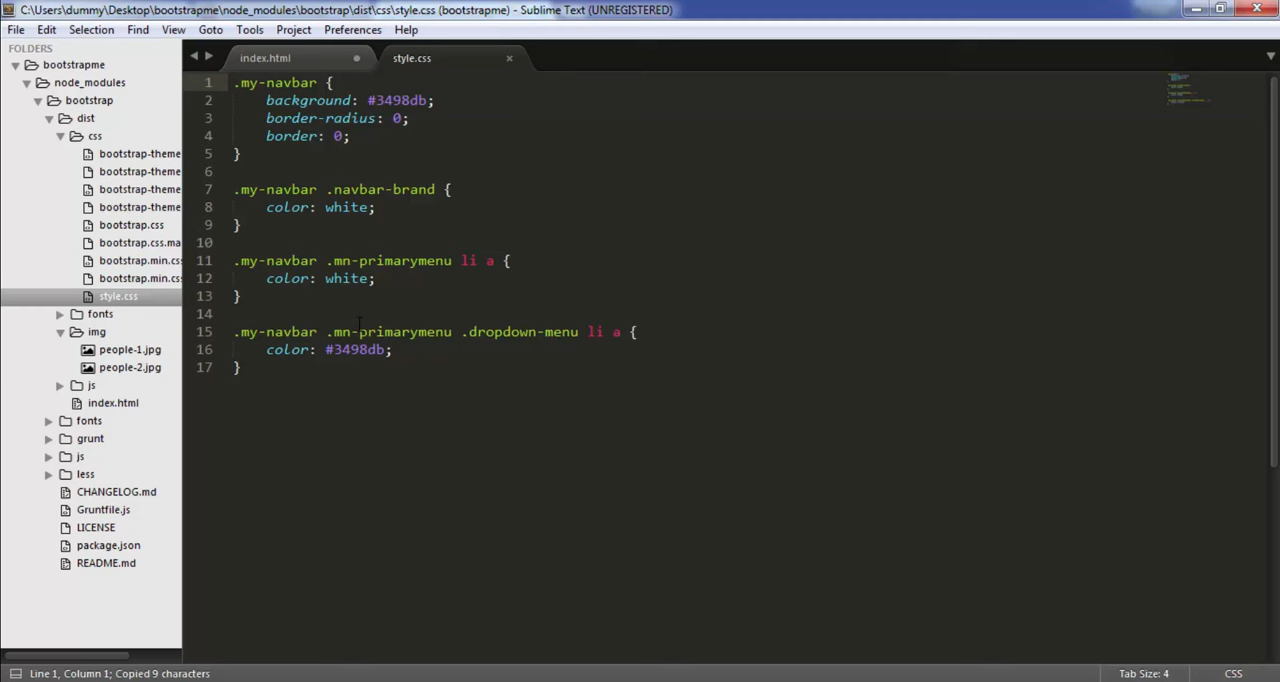 C:\Users\dummy\Desktop\bootstrapme\node_modules\bootstrap\dist\css\style.css (bootstrapme) - Sublime Text (UNREGISTERED)
File Edit Selection Find View Goto Tools Project Preferences Help
FOLDERS
bootstrapme
node_modules
bootstrap
dist
css
bootstrap-theme
bootstrap-theme
bootstrap-theme
bootstrap-theme
bootstrap.css
bootstrap.css.ma
bootstrap.min.cs
bootstrap.min.cs
style.css
fonts
img
people-1.jpg
people-2.jpg
js
index.html
fonts
grunt
js
less
CHANGELOG.md
Gruntfile.js
LICENSE
package.json
README.md
index.html style.css
1 .my-navbar {
2 background: #3498db;
3 border-radius: 0;
4 border: 0;
5 }
6
7 .my-navbar .navbar-brand {
8 color: white;
9 }
10
11 .my-navbar .mn-primarymenu li a {
12 color: white;
13 }
14
15 .my-navbar .mn-primarymenu .dropdown-menu li a {
16 color: #3498db;
17 }
Line 1, Column 1; Copied 9 characters Tab Size: 4 CSS